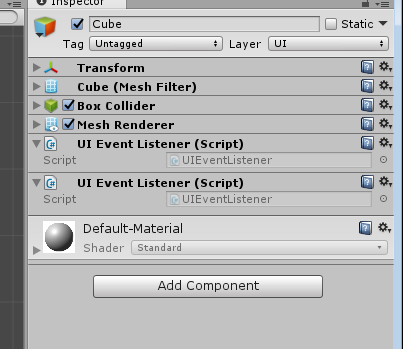 Inspector
Cube
Static
Tag Untagged Layer UI
Transform
Cube (Mesh Filter)
Box Collider
Mesh Renderer
UI Event Listener (Script)
Script UIEventListener
UI Event Listener (Script)
Script UIEventListener
Default-Material
Shader Standard
Add Component